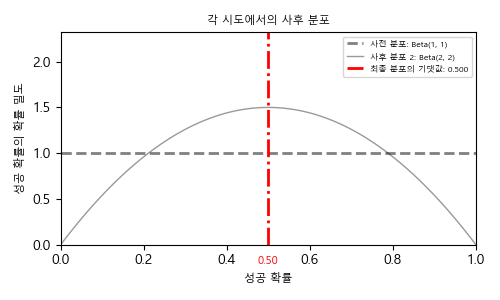 각 시도에서의 사후 분포
사전 분포: Beta(1, 1)
사후 분포 2: Beta(2, 2)
최종 분포의 기댓값: 0.500
성공 확률의 확률 밀도
2.0
1.5
1.0
0.5
0.0
0.0
0.2
0.4
0.50
0.6
0.8
1.0
성공 확률